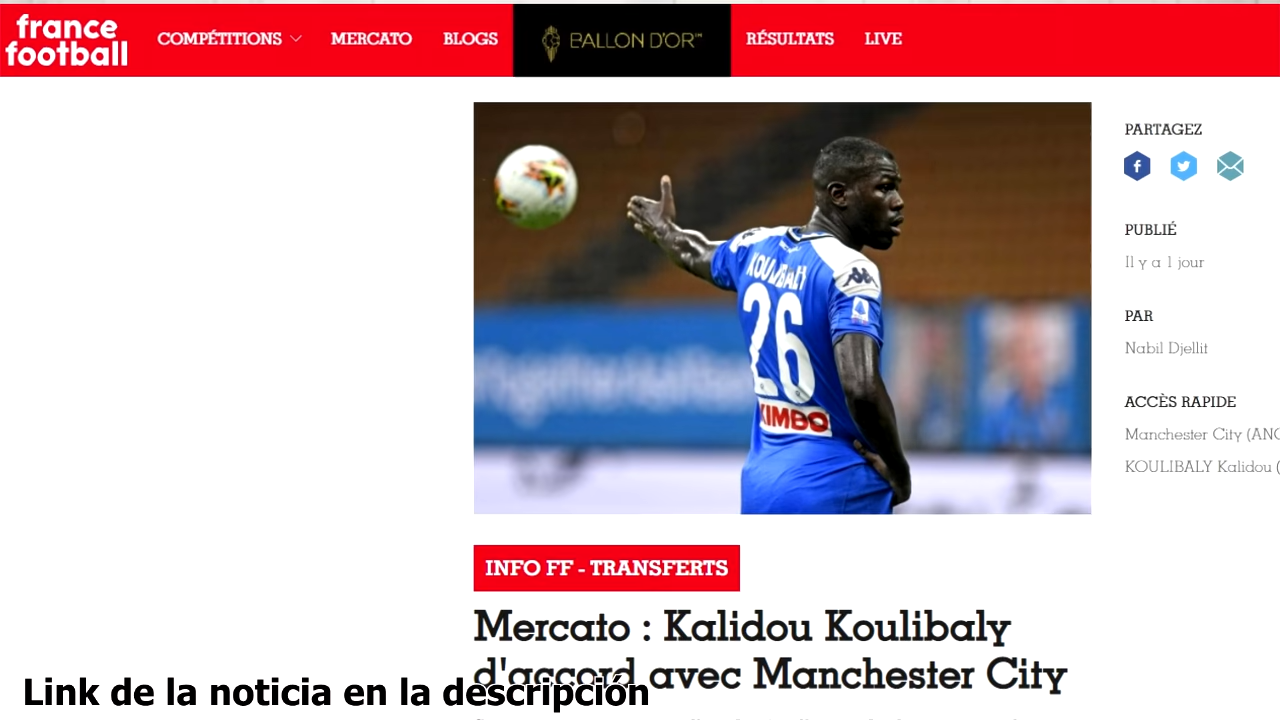 france
football
COMPÉTITIONS
MERCATO
BLOGS
BALLON D'OR™
RÉSULTATS
LIVE
KOULIBALY
26
KIMBO
PARTAGEZ
PUBLIÉ
Il y a 1 jour
PAR
Nabil Djellit
ACCÈS RAPIDE
Manchester City (ANG
KOULIBALY Kalidou (
INFO FF - TRANSFERTS
Mercato : Kalidou Koulibaly
d'accord avec Manchester City
Link de la noticia en la descripción